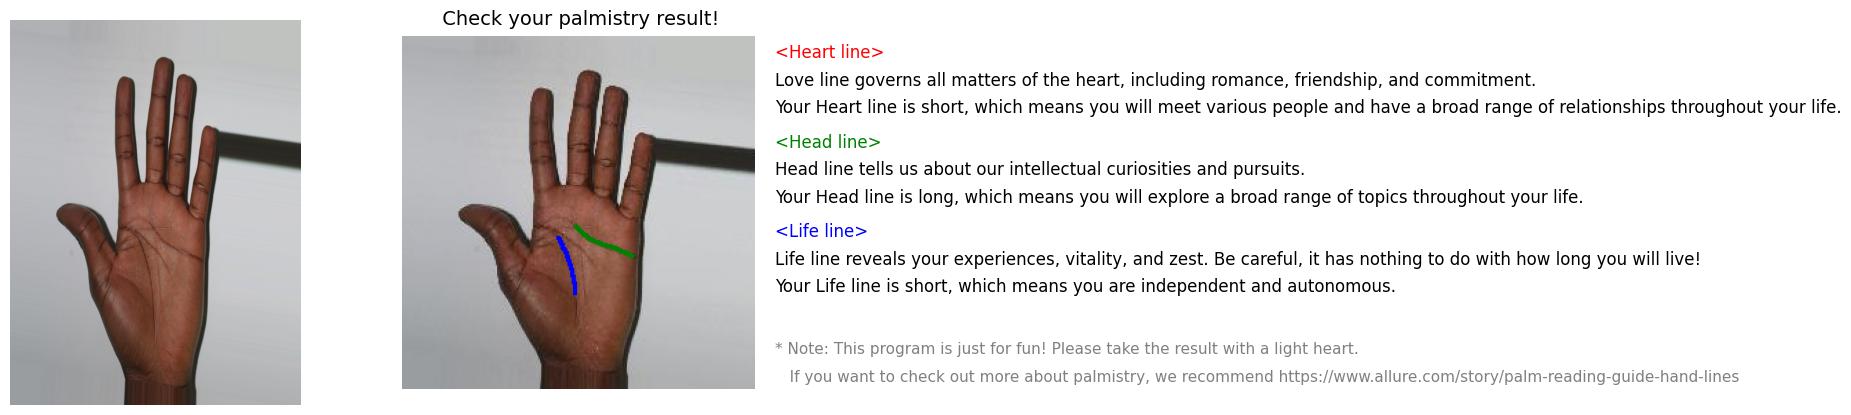 Check your palmistry result!
<Heart line>
Love line governs all matters of the heart, including romance, friendship, and commitment.
Your Heart line is short, which means you will meet various people and have a broad range of relationships throughout your life.
<Head line>
Head line tells us about our intellectual curiosities and pursuits.
Your Head line is long, which means you will explore a broad range of topics throughout your life.
<Life line>
Life line reveals your experiences, vitality, and zest. Be careful, it has nothing to do with how long you will live!
Your Life line is short, which means you are independent and autonomous.
* Note: This program is just for fun! Please take the result with a light heart.
If you want to check out more about palmistry, we recommend https://www.allure.com/story/palm-reading-guide-hand-lines